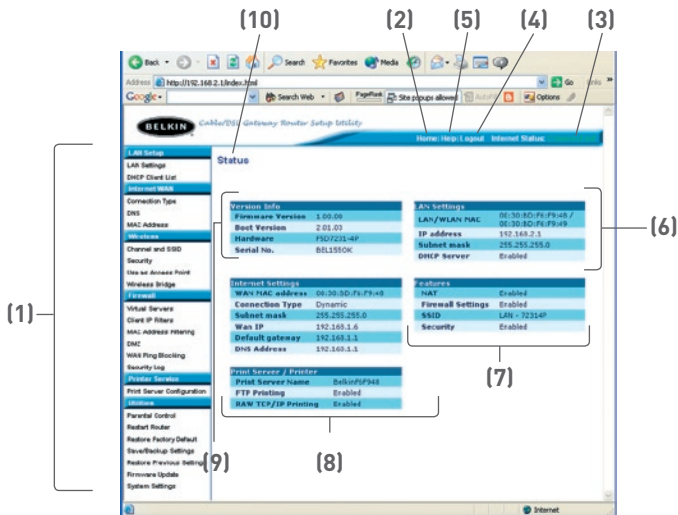 (10) (2) (5) (4) (3)
Back Search Favorites Media
Address http://192.168.2.1/index.html Go Links
Google Search Web PageRank Site popups allowed AutoFill Options
BELKIN Cable/DSL Gateway Router Setup Utility
Home|Help|Logout Internet Status:
LAN Setup
LAN Settings
DHCP Client List
Internet WAN
Connection Type
DNS
MAC Address
Wireless
Channel and SSID
Security
Use as Access Point
Wireless Bridge
Firewall
Virtual Servers
Client IP Filters
MAC Address Filtering
DMZ
WAN Ping Blocking
Security Log
Printer Service
Print Server Configuration
Utilities
Parental Control
Restart Router
Restore Factory Default
Save/Backup Settings
Restore Previous Settings
Firmware Update
System Settings
(1)
Status
Version Info
Firmware Version 1.00.00
Boot Version 2.01.03
Hardware F5D7231-4P
Serial No. BEL1550K
(9)
LAN Settings
LAN/WLAN MAC 00:30:BD:F6:F9:48 /
00:30:BD:F6:F9:49
IP address 192.168.2.1
Subnet mask 255.255.255.0
DHCP Server Enabled
(6)
Internet Settings
WAN MAC address 00:30:BD:F6:F9:48
Connection Type Dynamic
Subnet mask 255.255.255.0
Wan IP 192.168.1.6
Default gateway 192.168.1.1
DNS Address 192.168.1.1
Features
NAT Enabled
Firewall Settings Enabled
SSID LAN - 72314P
Security Enabled
(7)
Print Server / Printer
Print Server Name
FTP Printing Enabled
RAW TCP/IP Printing Enabled
(8)
Internet